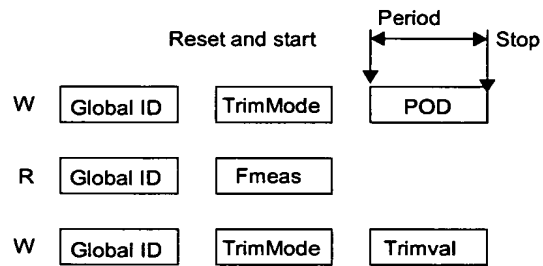 Period
Reset and start
Stop
W Global ID TrimMode POD
R Global ID Fmeas
W Global ID TrimMode Trimval